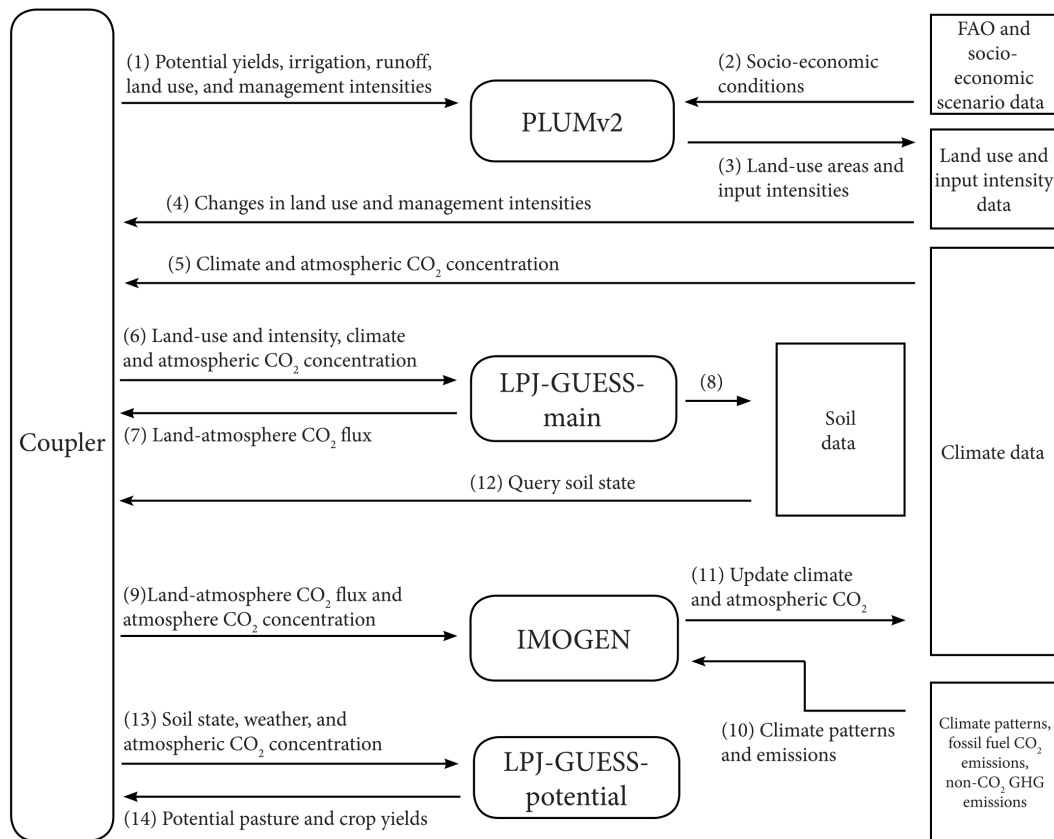 Coupler
(1) Potential yields, irrigation, runoff,
land use, and management intensities
PLUMv2
(2) Socio-economic
conditions
FAO and
socio-
economic
scenario data
(3) Land-use areas and
input intensities
Land use and
input intensity
data
(4) Changes in land use and management intensities
(5) Climate and atmospheric CO₂ concentration
Climate data
(6) Land-use and intensity, climate
and atmospheric CO₂ concentration
LPJ-GUESS-
main
(7) Land-atmosphere CO₂ flux
(8)
Soil
data
(12) Query soil state
(9)Land-atmosphere CO₂ flux and
atmosphere CO₂ concentration
IMOGEN
(11) Update climate
and atmospheric CO₂
(10) Climate patterns
and emissions
Climate patterns,
fossil fuel CO₂
emissions,
non-CO₂ GHG
emissions
(13) Soil state, weather, and
atmospheric CO₂ concentration
LPJ-GUESS-
potential
(14) Potential pasture and crop yields